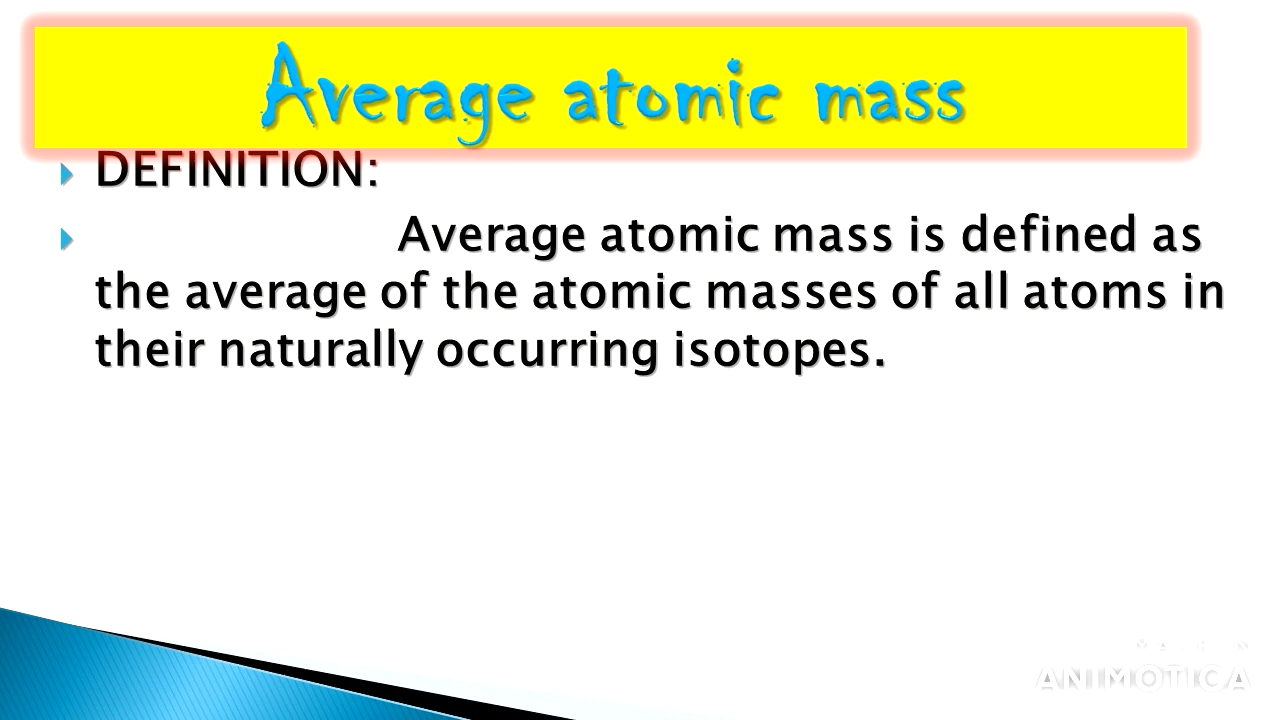 Average atomic mass
DEFINITION:
Average atomic mass is defined as
the average of the atomic masses of all atoms in
their naturally occurring isotopes.
ANIMOTICA